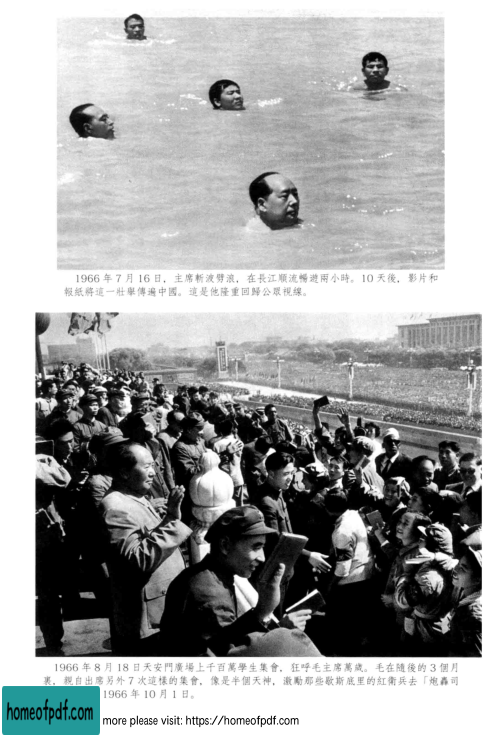 1966 年 7 月 16 日，主席斬波劈浪，在長江順流暢遊兩小時。10 天後，影片和
報紙將這一壯舉傳遍中國。這是他隆重回歸公眾視線。
1966 年 8 月 18 日天安門廣場上千百萬學生集會，狂呼毛主席萬歲。毛在隨後的 3 個月
裏，親自出席另外 7 次這樣的集會，像是半個天神，激勵那些歇斯底里的紅衛兵去「炮轟司
1966 年 10 月 1 日。
homeofpdf.com
more please visit: https://homeofpdf.com